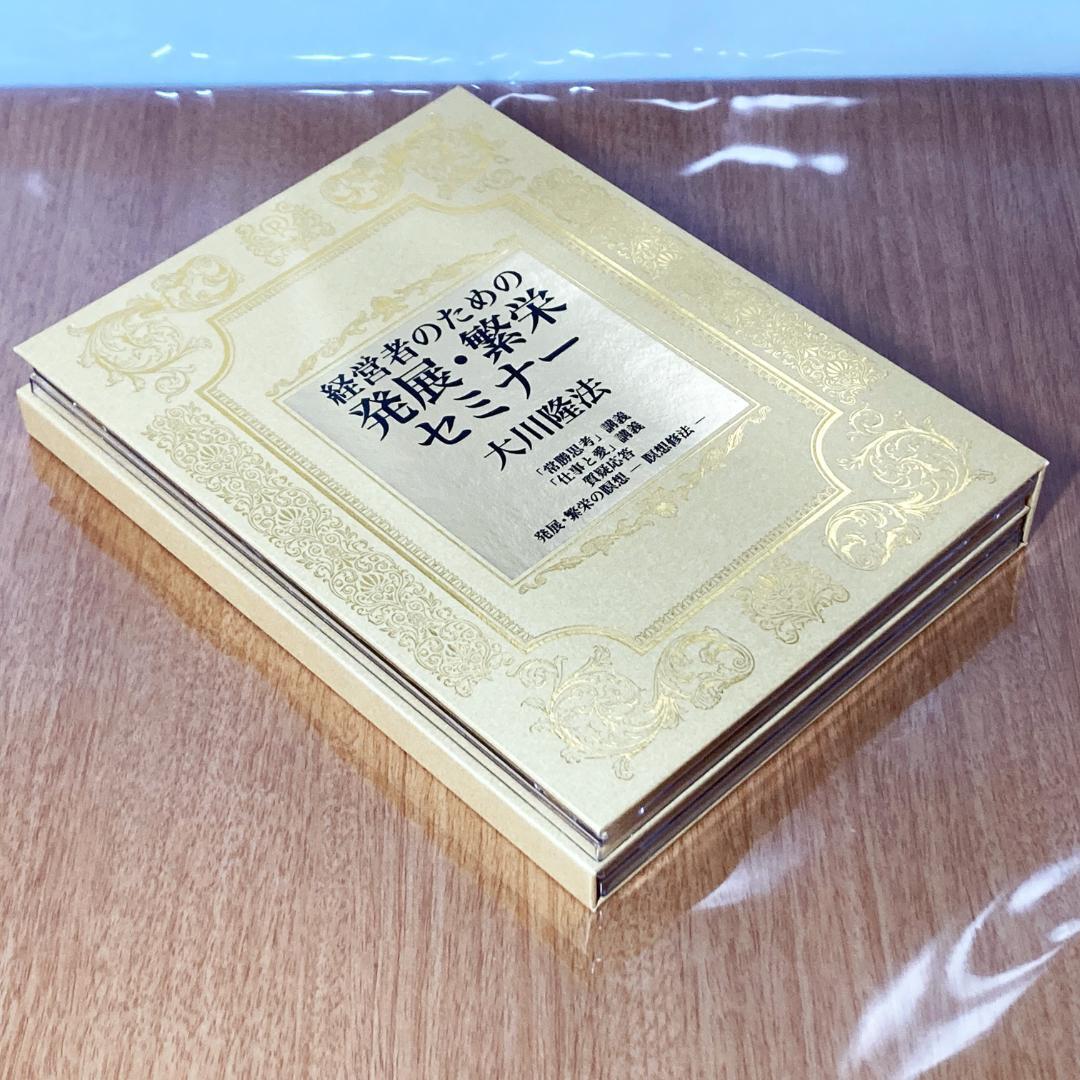 経営者のための
発展・繁栄
セミナー
大川隆法
「常勝思考」講義
「仕事と愛」講義
質疑応答
発展・繁栄の瞑想 ― 瞑想修法 ―